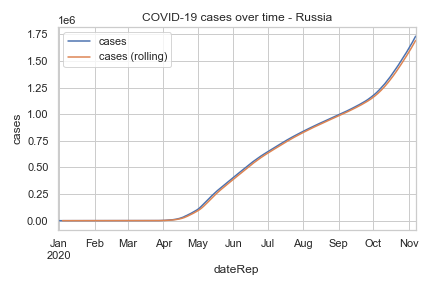 COVID-19 cases over time - Russia
1e6
cases
cases (rolling)
1.75
1.50
1.25
1.00
0.75
0.50
0.25
0.00
cases
Jan Feb Mar Apr May Jun Jul Aug Sep Oct Nov
2020
dateRep